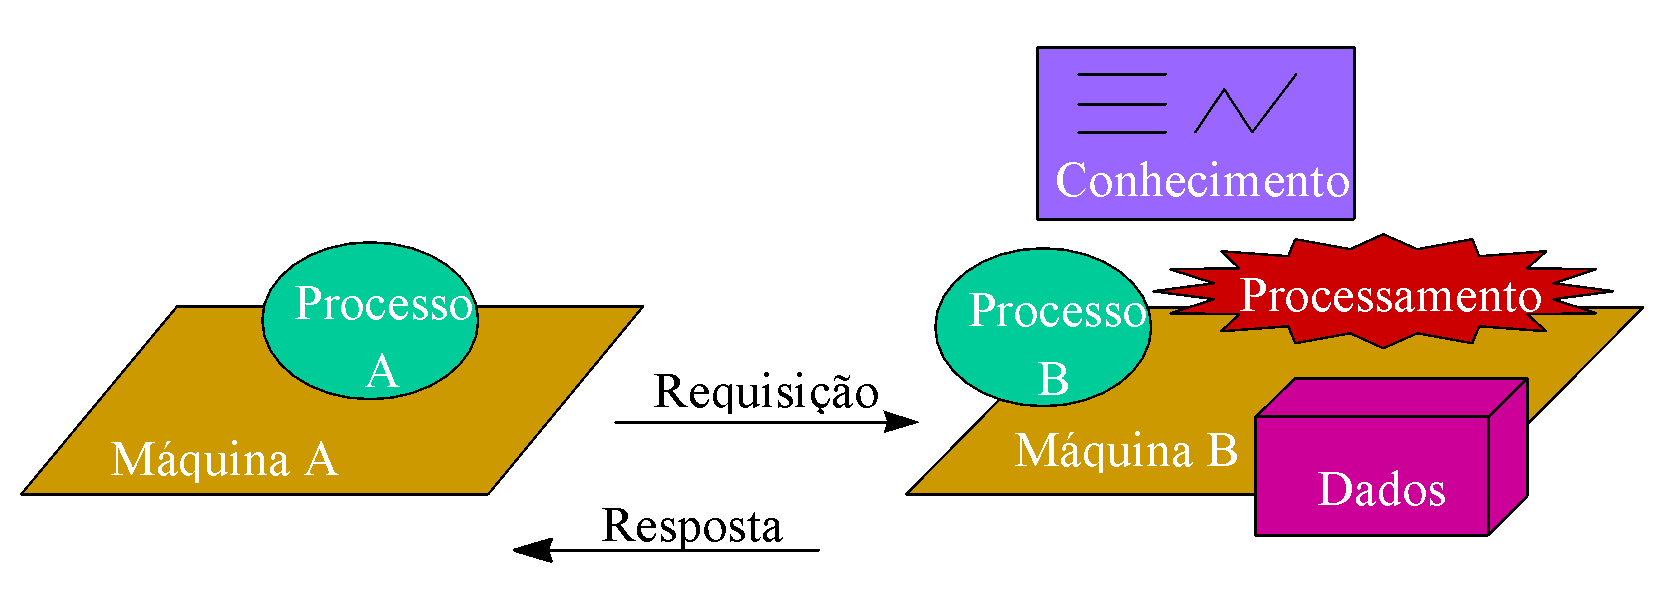 Conhecimento
Processo
A
Máquina A
Requisição
Resposta
Processo
B
Processamento
Máquina B
Dados